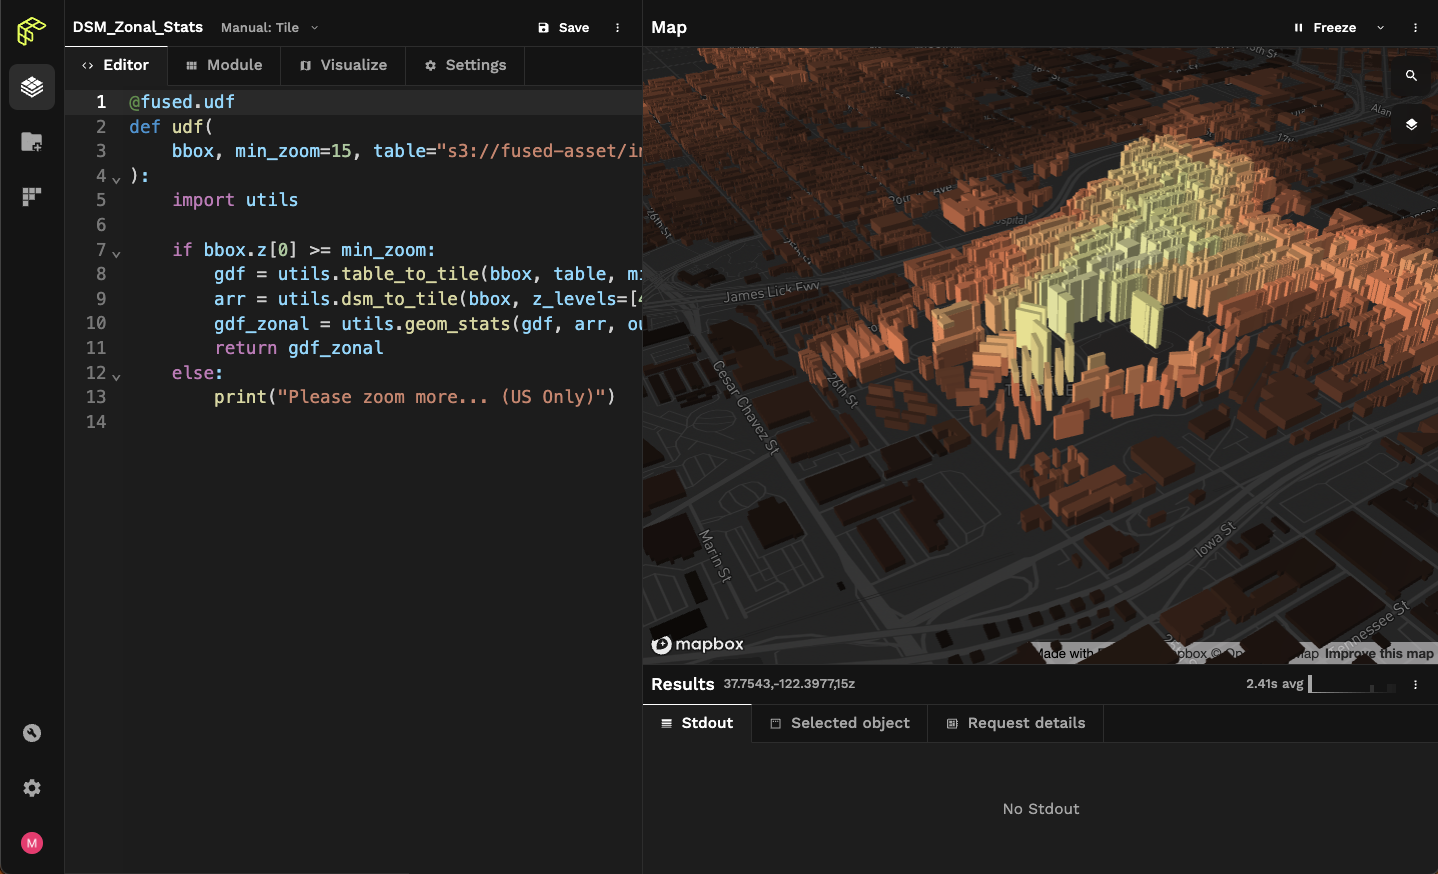 DSM_Zonal_Stats Manual: Tile Save
Editor Module Visualize Settings
1 @fused.udf
2 def udf(
3 bbox, min_zoom=15, table="s3://fused-asset/i
4 ):
5 import utils
6
7 if bbox.z[0] >= min_zoom:
8 gdf = utils.table_to_tile(bbox, table, mi
9 arr = utils.dsm_to_tile(bbox, z_levels=[4
10 gdf_zonal = utils.geom_stats(gdf, arr, ou
11 return gdf_zonal
12 else:
13 print("Please zoom more... (US Only)")
14
M
Map Freeze
26th St
James Lick Fwy
Cesar Chavez St
26th St
Marin St
Iowa St
Tennessee St
17th
Alan
mapbox
Made with
Improve this map
Results 37.7543,-122.3977,15z 2.41s avg
Stdout Selected object Request details
No Stdout